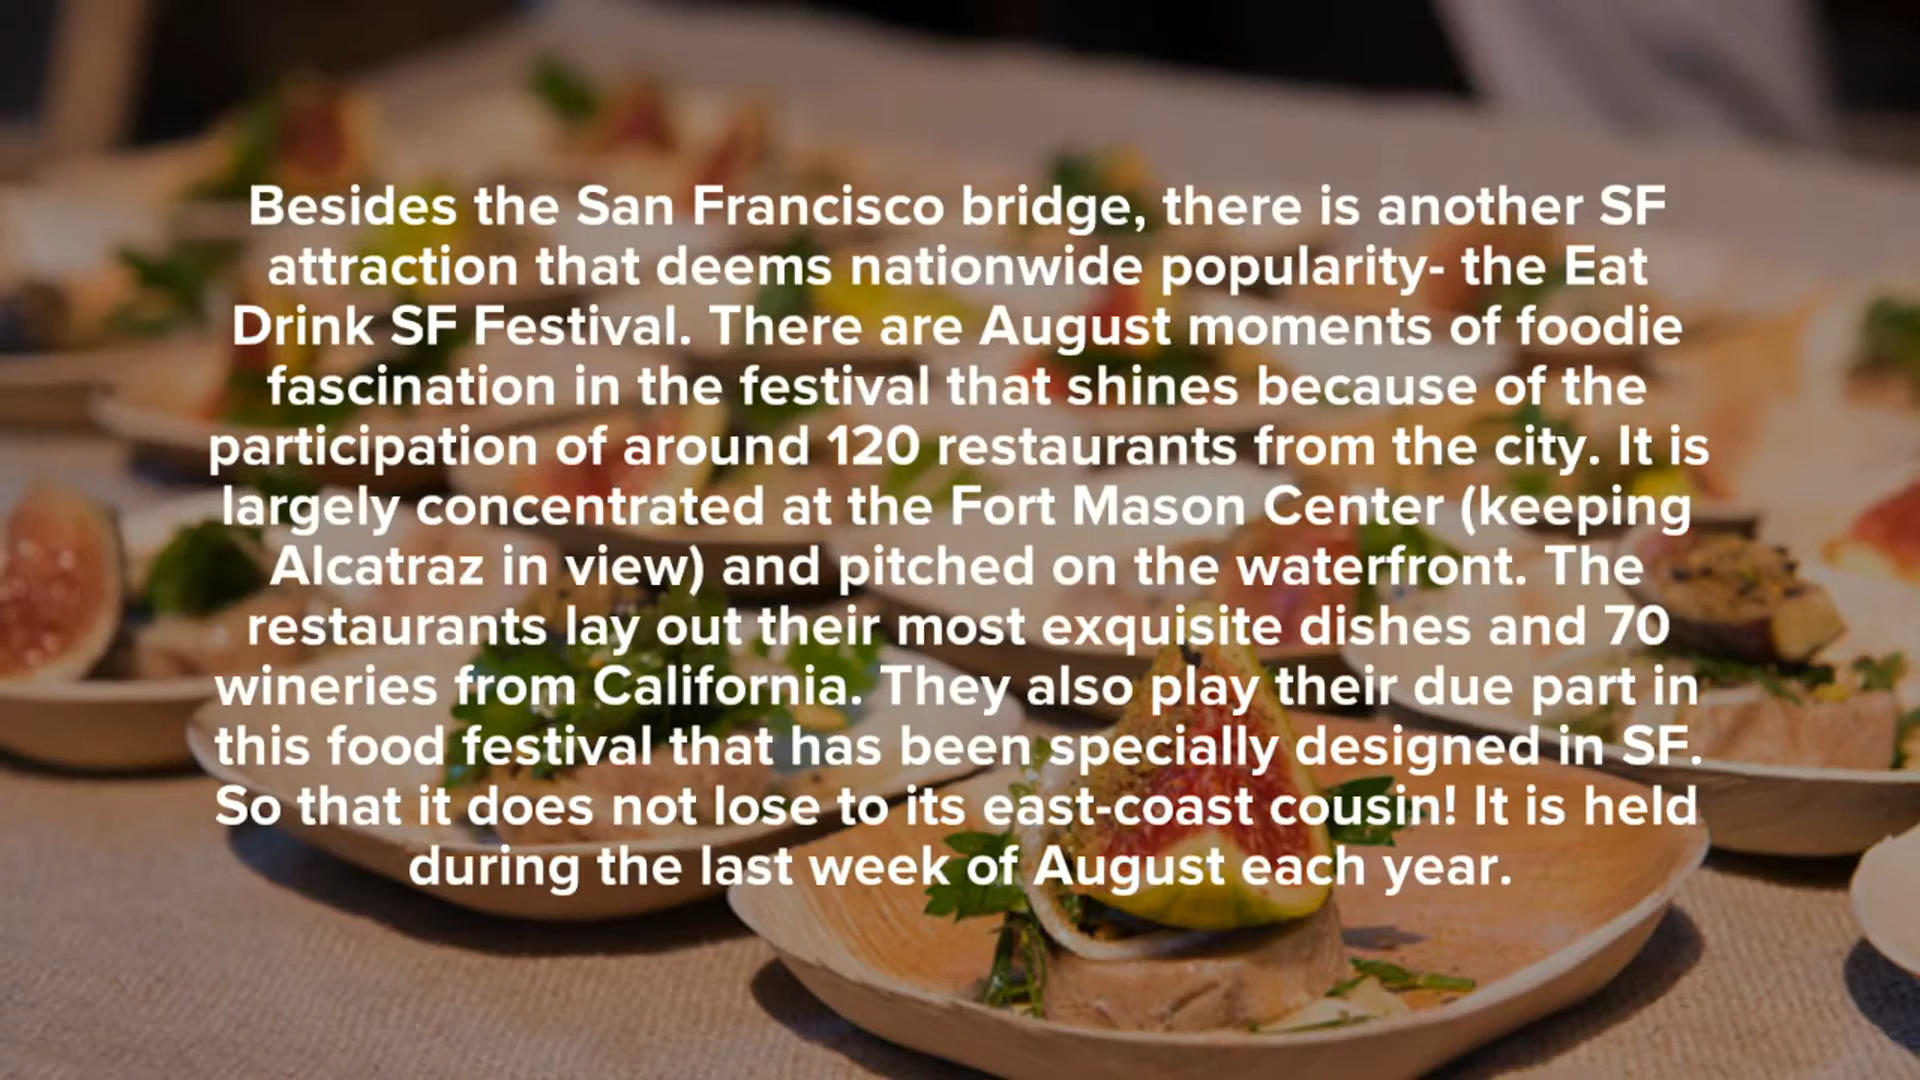 Besides the San Francisco bridge, there is another SF
attraction that deems nationwide popularity- the Eat
Drink SF Festival. There are August moments of foodie
fascination in the festival that shines because of the
participation of around 120 restaurants from the city. It is
largely concentrated at the Fort Mason Center (keeping
Alcatraz in view) and pitched on the waterfront. The
restaurants lay out their most exquisite dishes and 70
wineries from California. They also play their due part in
this food festival that has been specially designed in SF.
So that it does not lose to its east-coast cousin! It is held
during the last week of August each year.